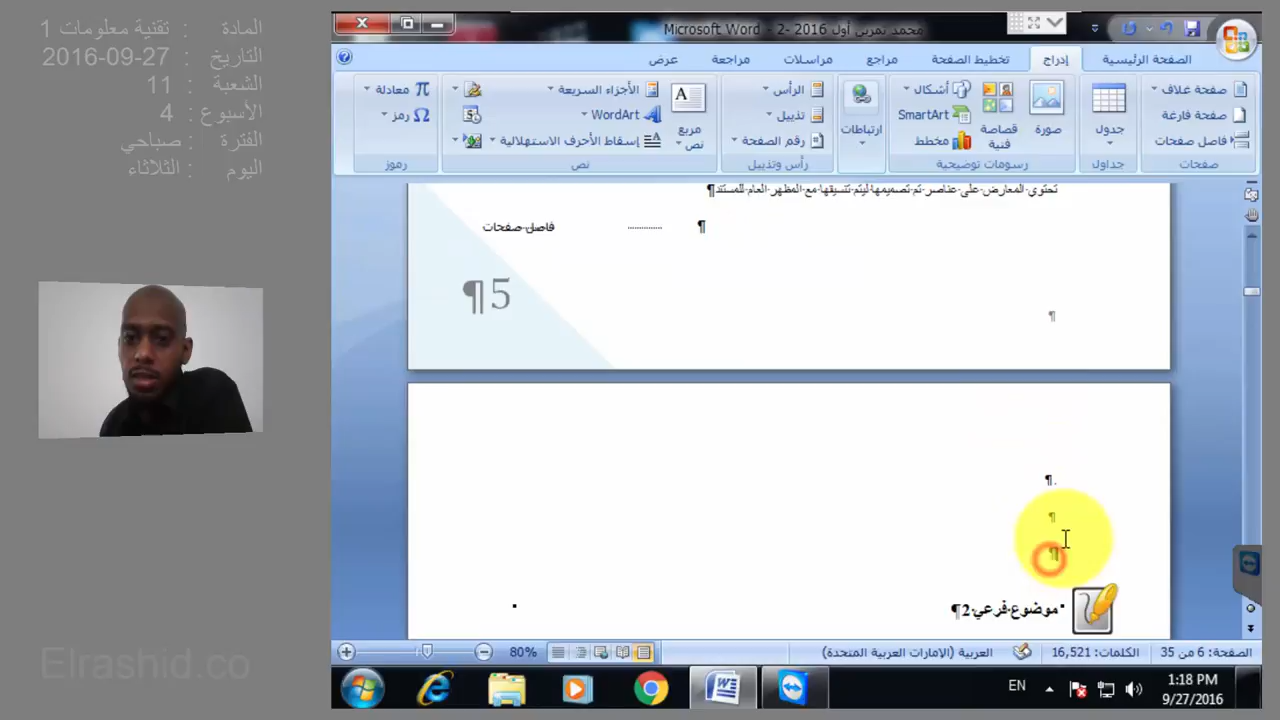 المادة : تقنية معلومات 1
التاريخ : 27-09-2016
الشعبة : 11
الأسبوع : 4
الفترة : صباحي
اليوم : الثلاثاء
Elrashid.co
محمد تمريني أول 2016 -2 - Microsoft Word
الصفحة الرئيسية
إدراج
تخطيط الصفحة
مراجع
مراسلات
مراجعة
عرض
صفحة غلاف
صفحة فارغة
فاصل صفحات
صفحات
جدول
جداول
صورة
قصاصة فنية
أشكال
SmartArt
مخطط
رسومات توضيحية
ارتباطات
الرأس
تذييل
رقم الصفحة
رأس وتذييل
مربع نص
الأجزاء السريعة
WordArt
إسقاط الأحرف الاستهلالية
نص
معادلة
رمز
رموز
تحتوي المعارض على عناصر تم تصميمها ليتم تنسيقها مع المظهر العام للمستند¶
¶ فاصل صفحات
¶5
¶
¶.
¶
¶
موضوع فرعي 2¶
الصفحة: 6 من 35
الكلمات: 16,521
العربية (الإمارات العربية المتحدة)
80%
EN
1:18 PM
9/27/2016